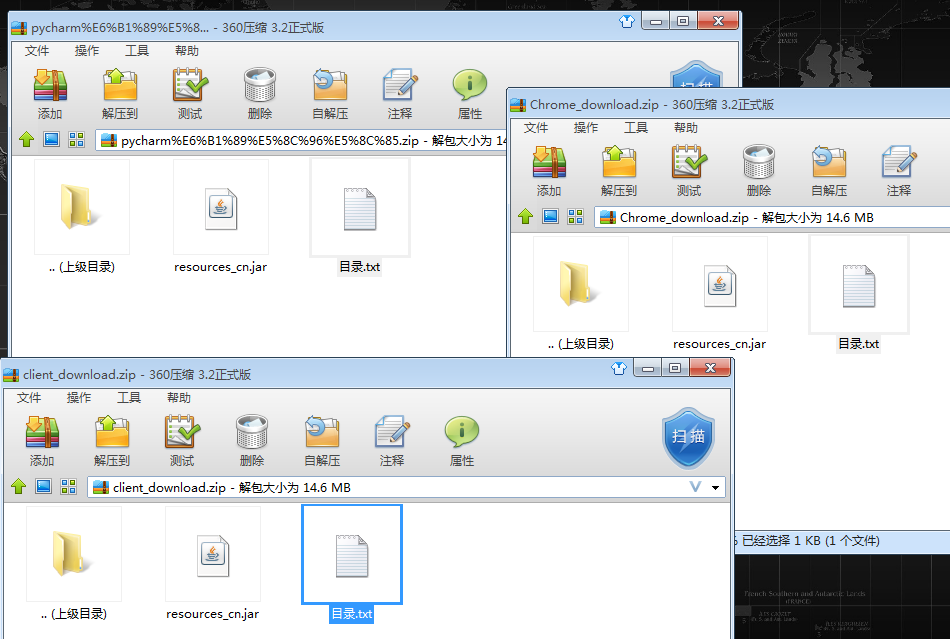 pycharm%E6%B1%89%E5%8... - 360压缩 3.2正式版
文件 操作 工具 帮助
添加 解压到 测试 删除 自解压 注释 属性
扫描
pycharm%E6%B1%89%E5%8C%96%E5%8C%85.zip - 解包大小为 14
.. (上级目录) resources_cn.jar 目录.txt
Chrome_download.zip - 360压缩 3.2正式版
文件 操作 工具 帮助
添加 解压到 测试 删除 自解压 注释
Chrome_download.zip - 解包大小为 14.6 MB
.. (上级目录) resources_cn.jar 目录.txt
% 已经选择 1 KB (1 个文件)
client_download.zip - 360压缩 3.2正式版
文件 操作 工具 帮助
添加 解压到 测试 删除 自解压 注释 属性
扫描
client_download.zip - 解包大小为 14.6 MB
.. (上级目录) resources_cn.jar 目录.txt
French Southern and Antarctic Lands
(FRANCE)